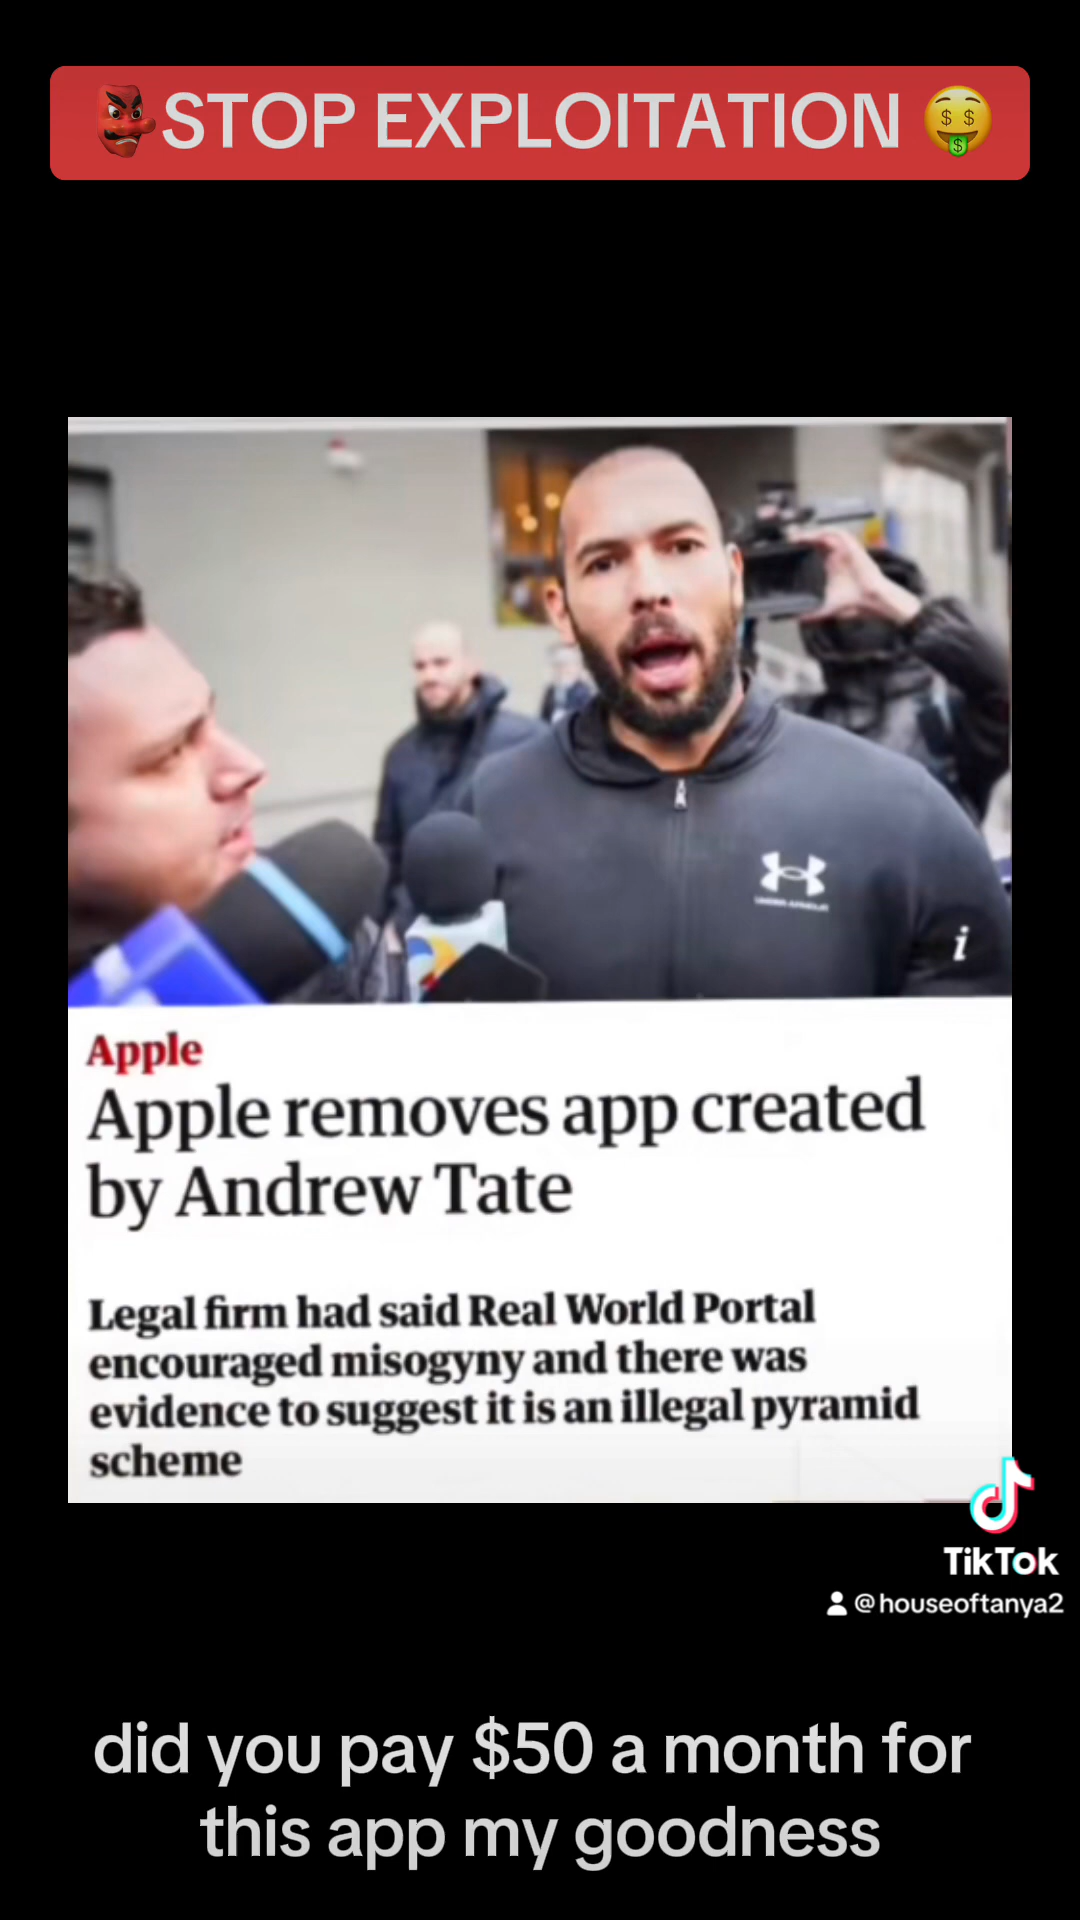 👺STOP EXPLOITATION 🤑
UNDER ARMOUR
i
Apple
Apple removes app created
by Andrew Tate
Legal firm had said Real World Portal
encouraged misogyny and there was
evidence to suggest it is an illegal pyramid
scheme
TikTok
@houseoftanya2
did you pay $50 a month for
this app my goodness